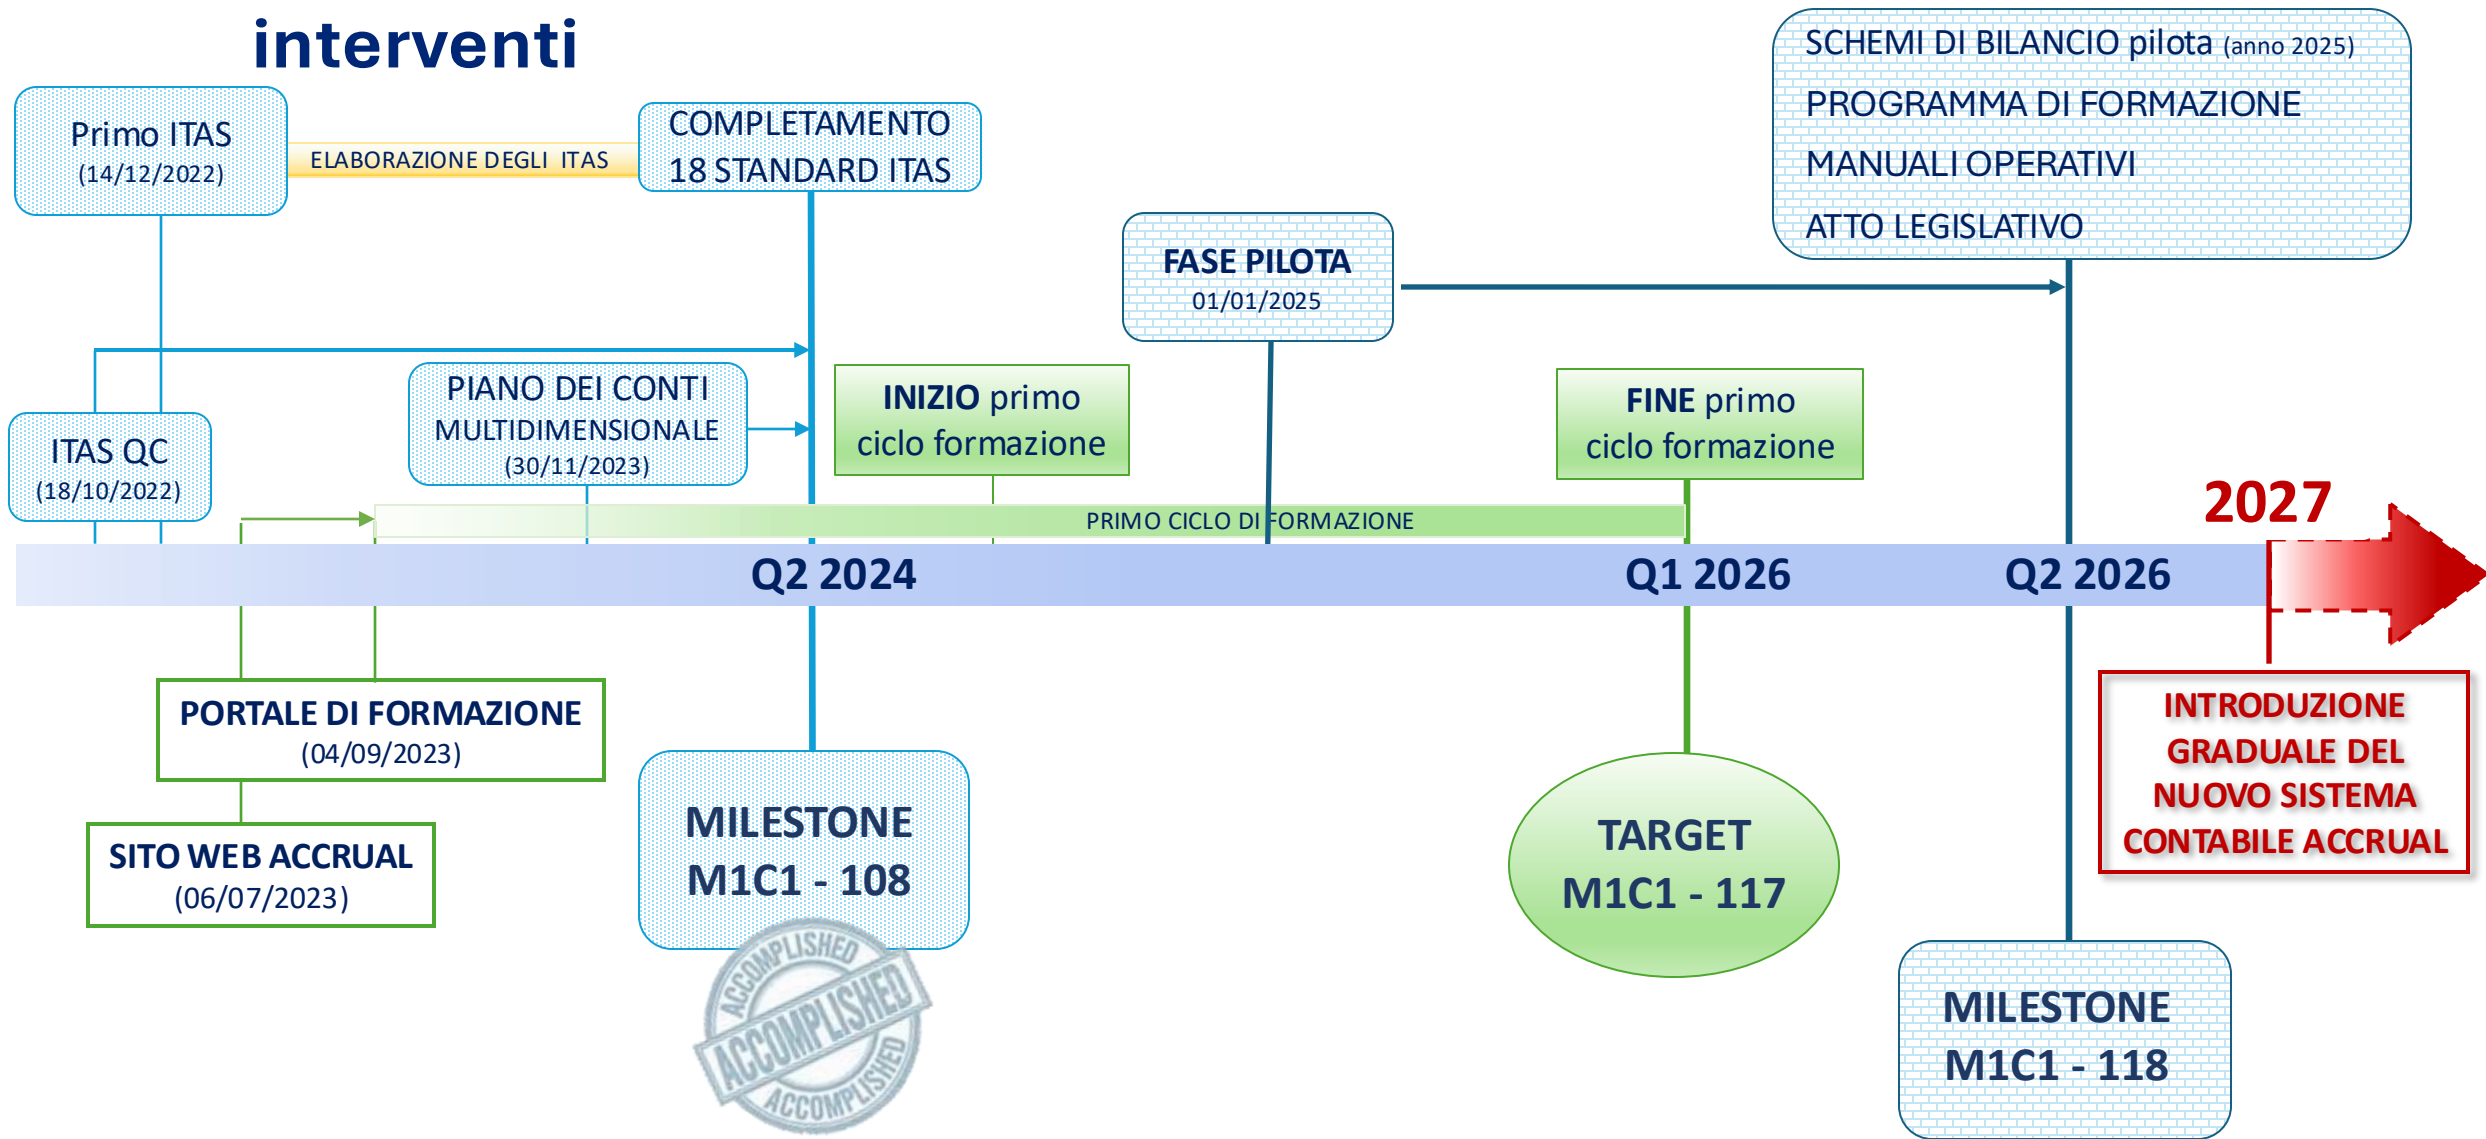 interventi
Primo ITAS
(14/12/2022)
ELABORAZIONE DEGLI ITAS
COMPLETAMENTO
18 STANDARD ITAS
SCHEMI DI BILANCIO pilota (anno 2025)
PROGRAMMA DI FORMAZIONE
MANUALI OPERATIVI
ATTO LEGISLATIVO
FASE PILOTA
01/01/2025
ITAS QC
(18/10/2022)
PIANO DEI CONTI
MULTIDIMENSIONALE
(30/11/2023)
INIZIO primo
ciclo formazione
FINE primo
ciclo formazione
PRIMO CICLO DI FORMAZIONE
2027
Q2 2024
Q1 2026
Q2 2026
PORTALE DI FORMAZIONE
(04/09/2023)
SITO WEB ACCRUAL
(06/07/2023)
MILESTONE
M1C1 - 108
ACCOMPLISHED
ACCOMPLISHED
ACCOMPLISHED
TARGET
M1C1 - 117
MILESTONE
M1C1 - 118
INTRODUZIONE
GRADUALE DEL
NUOVO SISTEMA
CONTABILE ACCRUAL